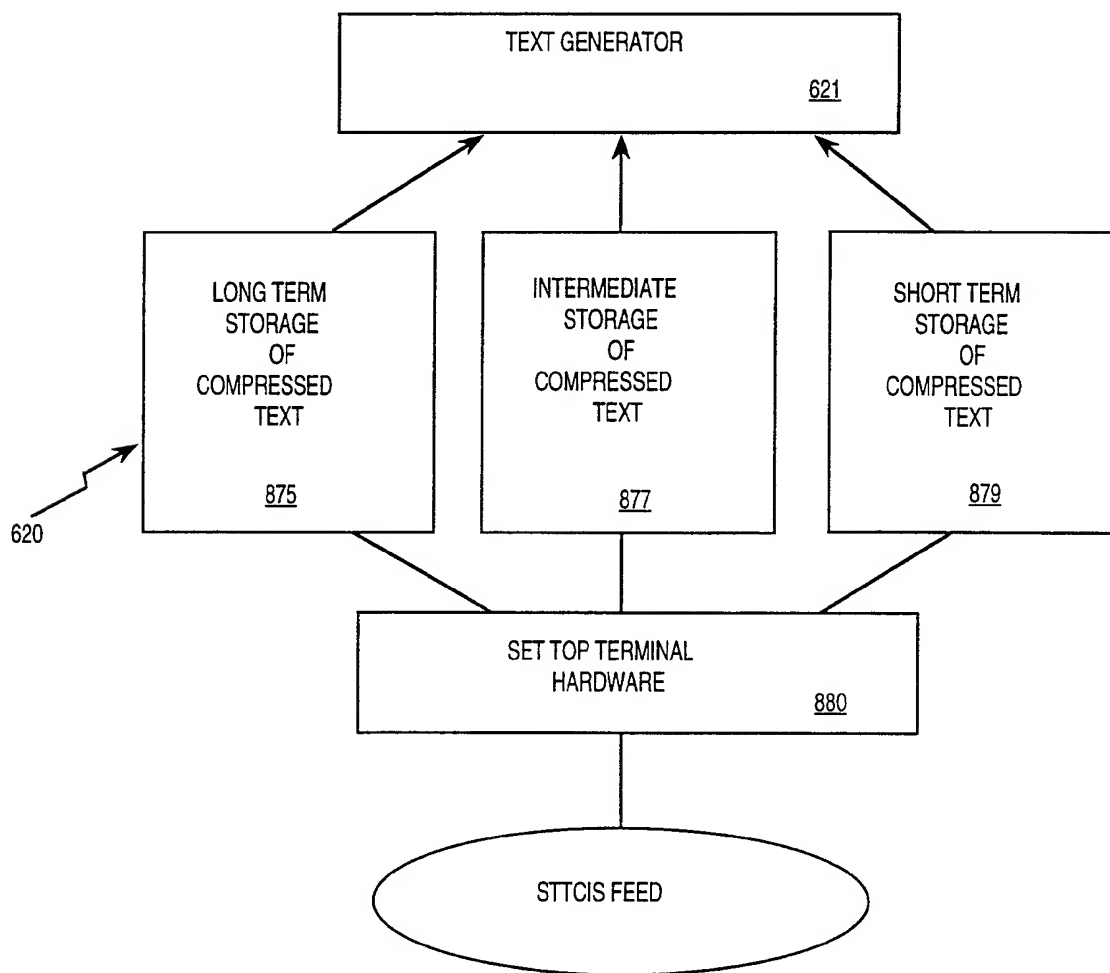 TEXT GENERATOR
621
LONG TERM
STORAGE
OF
COMPRESSED
TEXT
875
INTERMEDIATE
STORAGE
OF
COMPRESSED
TEXT
877
SHORT TERM
STORAGE
OF
COMPRESSED
TEXT
879
620
SET TOP TERMINAL
HARDWARE
880
STTCIS FEED